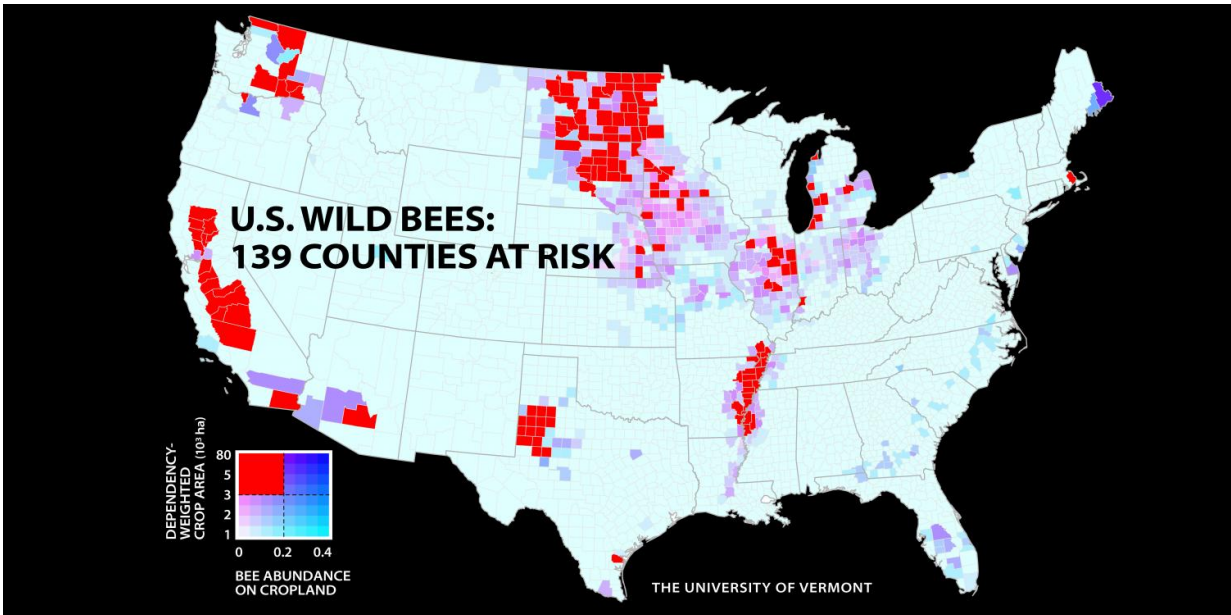 U.S. WILD BEES:
139 COUNTIES AT RISK
DEPENDENCY-
WEIGHTED
CROP AREA (10³ ha)
80
5
3
2
1
0 0.2 0.4
BEE ABUNDANCE
ON CROPLAND
THE UNIVERSITY OF VERMONT